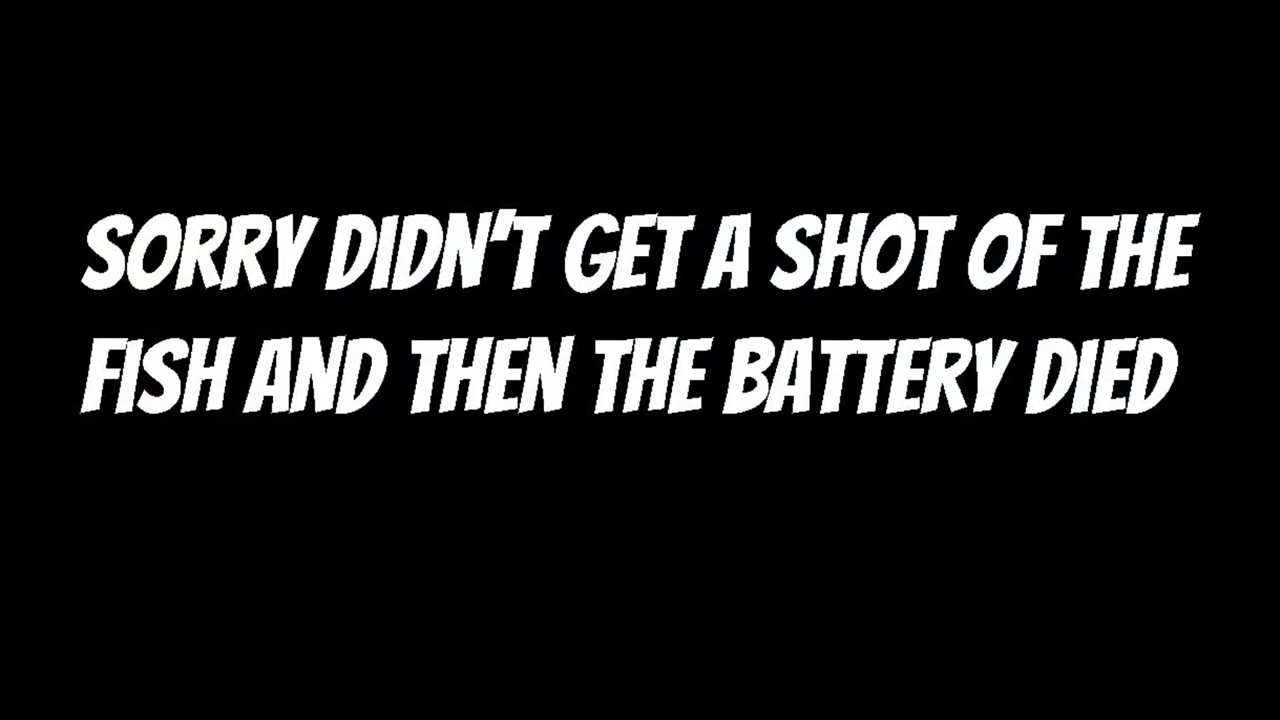 SORRY DIDN'T GET A SHOT OF THE
FISH AND THEN THE BATTERY DIED